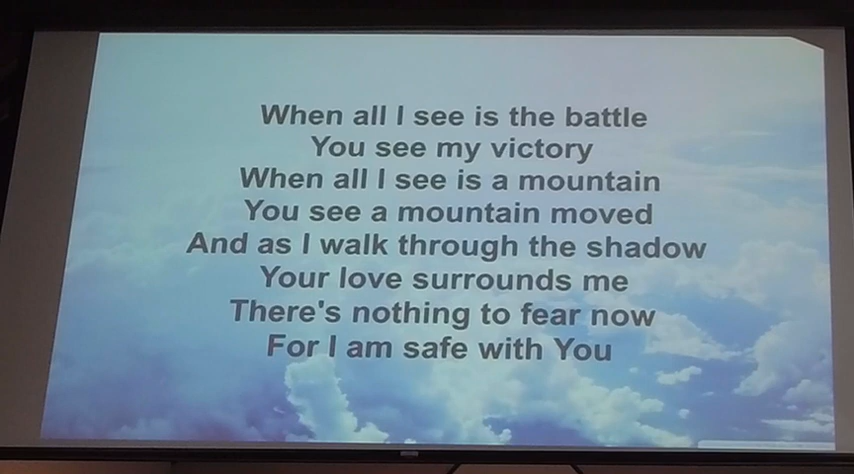 When all I see is the battle
You see my victory
When all I see is a mountain
You see a mountain moved
And as I walk through the shadow
Your love surrounds me
There's nothing to fear now
For I am safe with You